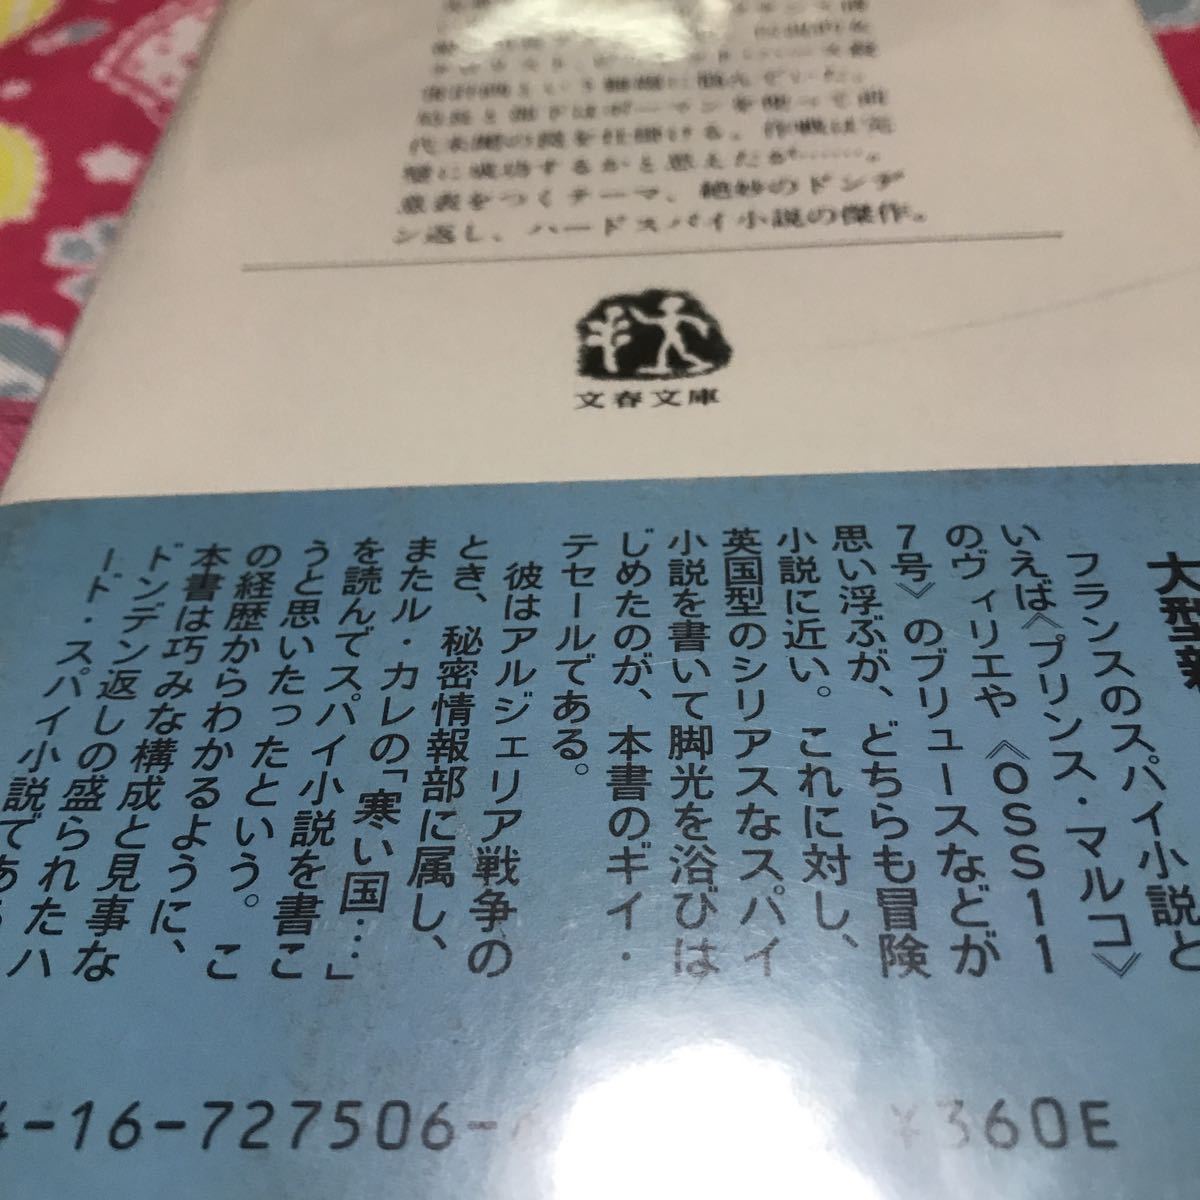 代未聞の罠を仕掛ける。作戦は完
璧に成功するかと思えたが……。
意表をつくテーマ、絶妙のドンデ
ン返し、ハードスパイ小説の傑作。
文春文庫
大型新
フランスのスパイ小説と
いえば《プリンス・マルコ》
のヴィリエや《OSS11
7号》のブリュースなどが
思い浮ぶが、どちらも冒険
小説に近い。これに対し、
英国型のシリアスなスパイ
小説を書いて脚光を浴びは
じめたのが、本書のギイ・
テセールである。
彼はアルジェリア戦争の
とき、秘密情報部に属し、
またル・カレの「寒い国…」
を読んでスパイ小説を書こ
うと思いたったという。こ
の経歴からわかるように、
本書は巧みな構成と見事な
ドンデン返しの盛られたハ
ード・スパイ小説である
4-16-727506-
¥360E